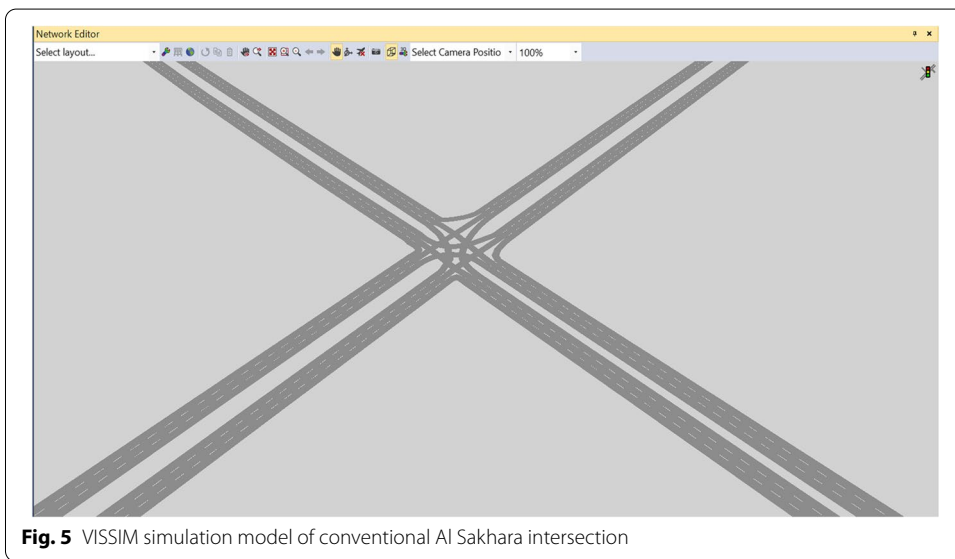 Network Editor
Select layout... Select Camera Positio 100%
Fig. 5 VISSIM simulation model of conventional Al Sakhara intersection